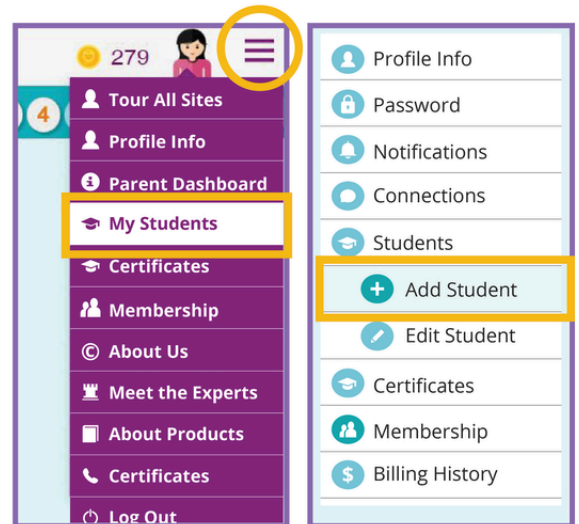 279
4
Tour All Sites
Profile Info
Parent Dashboard
My Students
Certificates
Membership
About Us
Meet the Experts
About Products
Certificates
Log Out
Profile Info
Password
Notifications
Connections
Students
Add Student
Edit Student
Certificates
Membership
Billing History